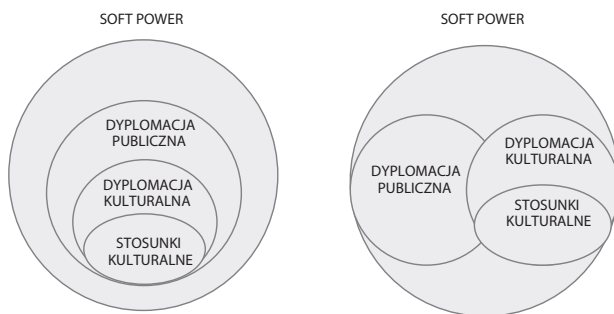 SOFT POWER
DYPLOMACJA
PUBLICZNA
DYPLOMACJA
KULTURALNA
STOSUNKI
KULTURALNE
SOFT POWER
DYPLOMACJA
PUBLICZNA
DYPLOMACJA
KULTURALNA
STOSUNKI
KULTURALNE